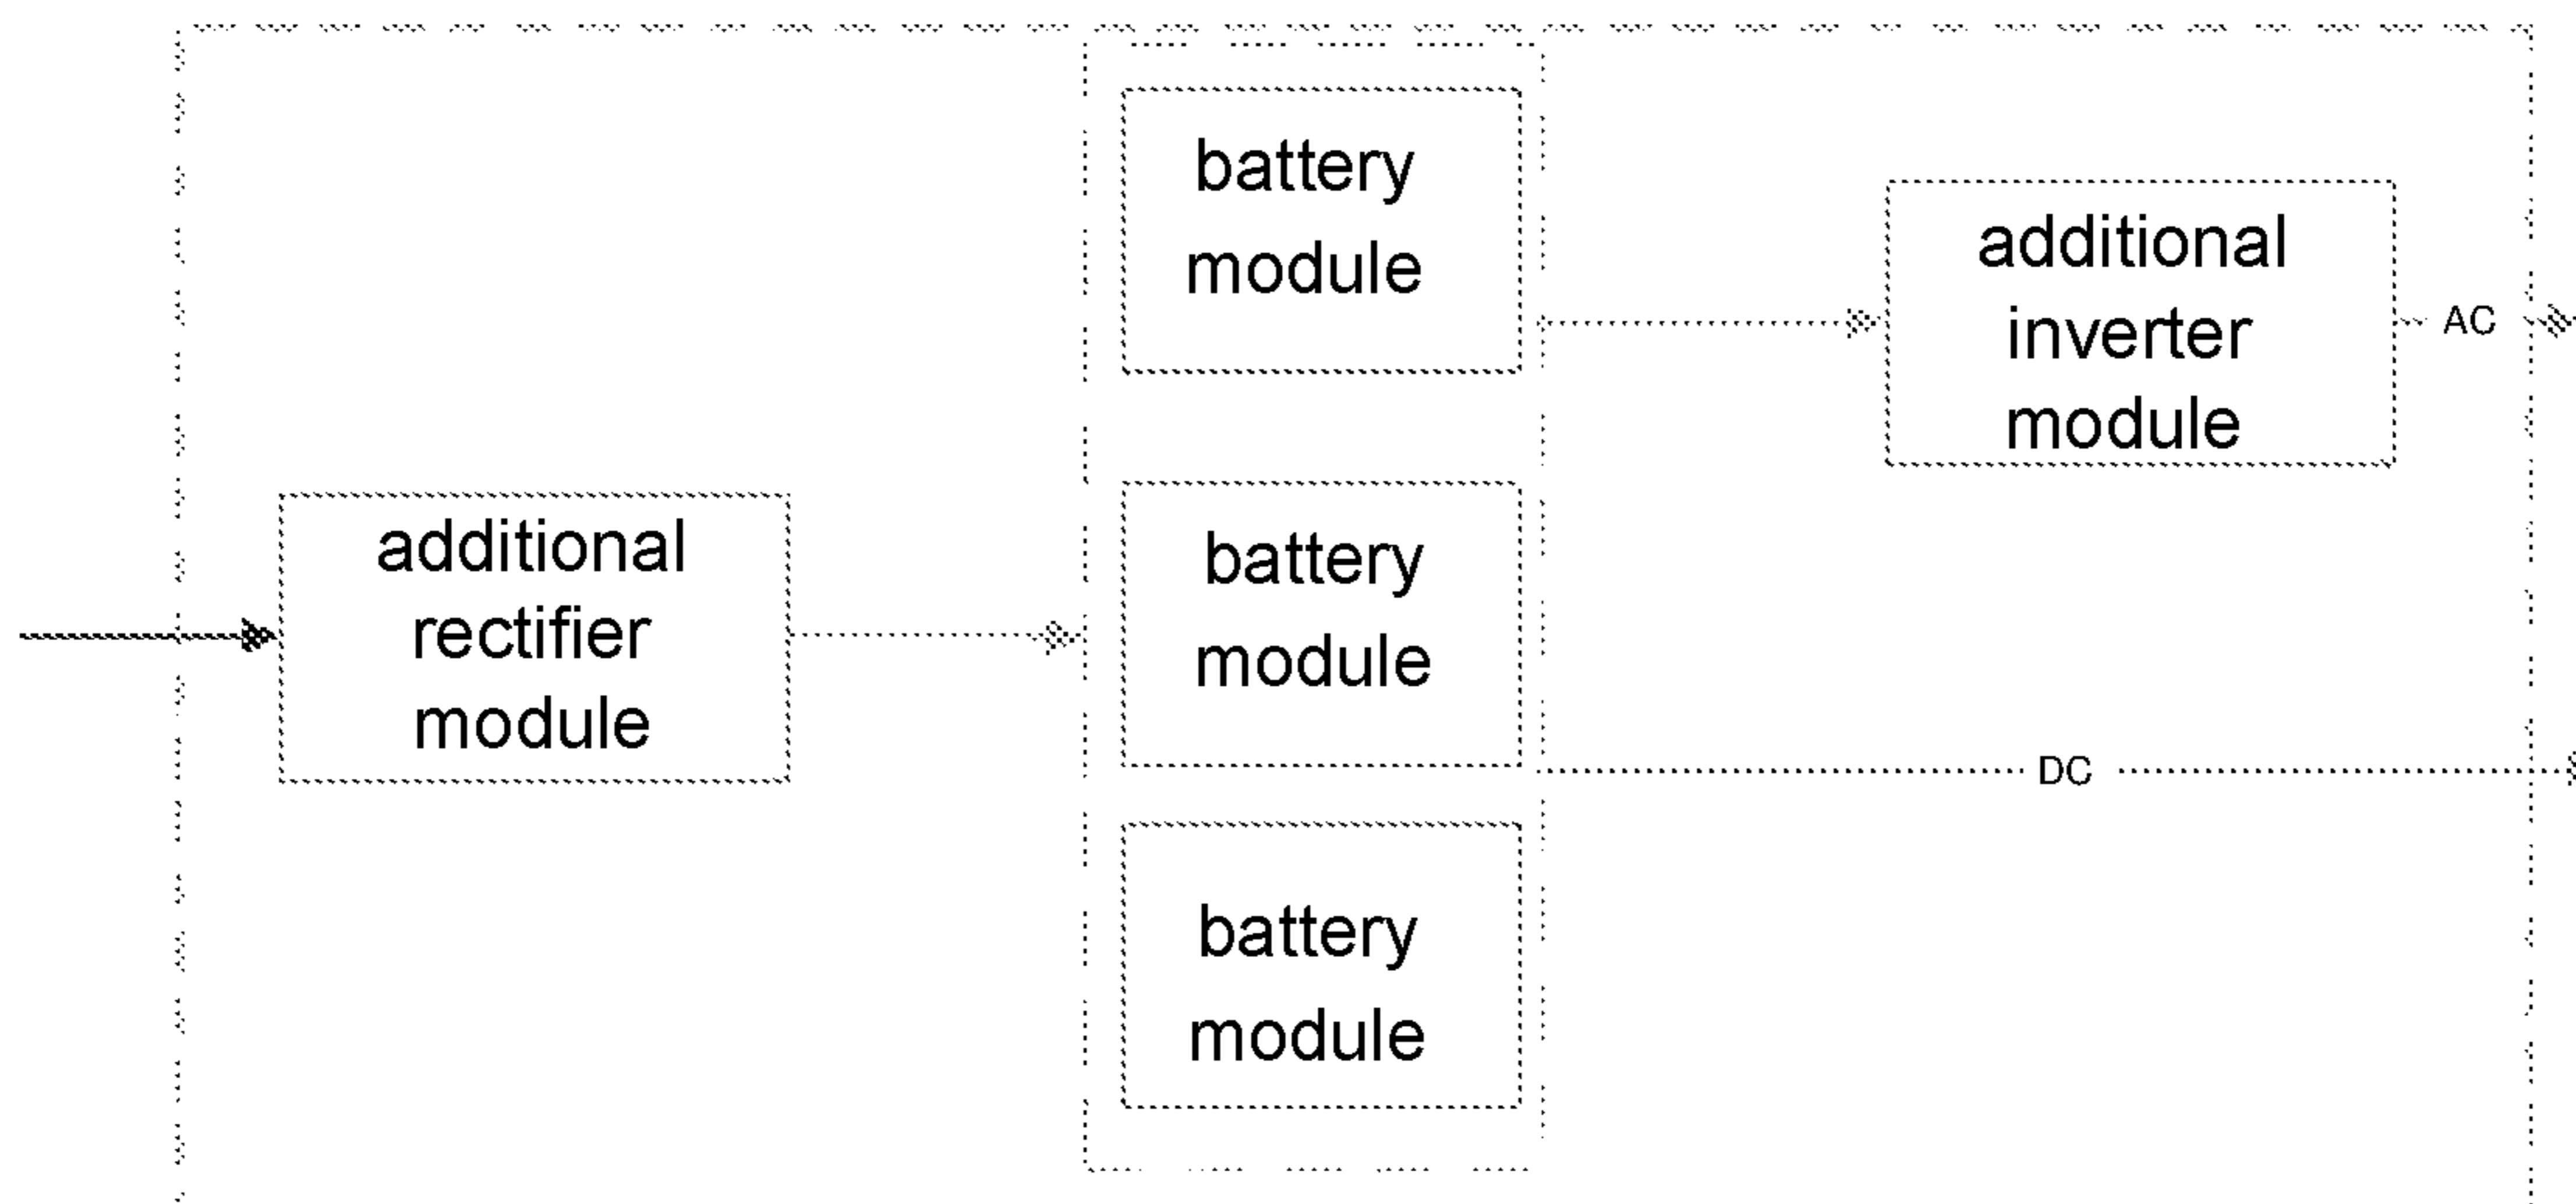 battery
module
additional
inverter
module
AC
additional
rectifier
module
battery
module
DC
battery
module